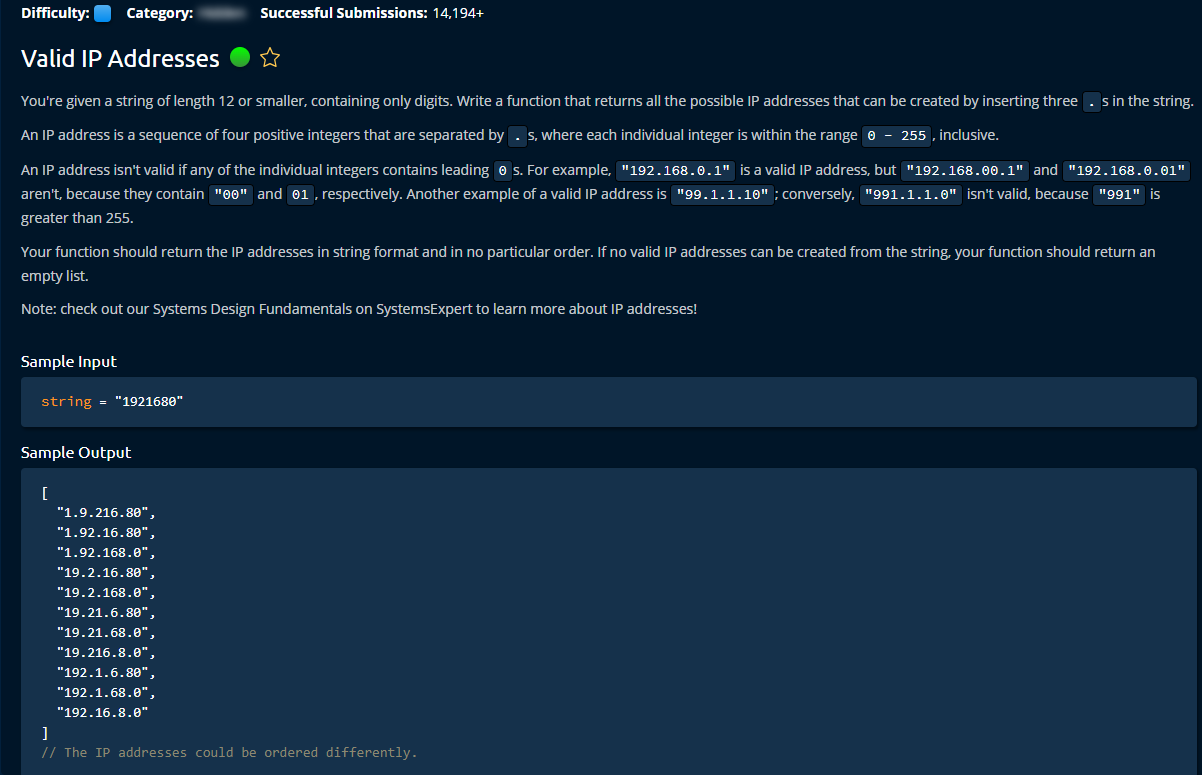 Difficulty: Category: Successful Submissions: 14,194+
Valid IP Addresses
You're given a string of length 12 or smaller, containing only digits. Write a function that returns all the possible IP addresses that can be created by inserting three . s in the string.
An IP address is a sequence of four positive integers that are separated by . s, where each individual integer is within the range 0 - 255 , inclusive.
An IP address isn't valid if any of the individual integers contains leading 0 s. For example, "192.168.0.1" is a valid IP address, but "192.168.00.1" and "192.168.0.01"
aren't, because they contain "00" and 01 , respectively. Another example of a valid IP address is "99.1.1.10" ; conversely, "991.1.1.0" isn't valid, because "991" is
greater than 255.
Your function should return the IP addresses in string format and in no particular order. If no valid IP addresses can be created from the string, your function should return an
empty list.
Note: check out our Systems Design Fundamentals on SystemsExpert to learn more about IP addresses!
Sample Input
string = "1921680"
Sample Output
[
"1.9.216.80",
"1.92.16.80",
"1.92.168.0",
"19.2.16.80",
"19.2.168.0",
"19.21.6.80",
"19.21.68.0",
"19.216.8.0",
"192.1.6.80",
"192.1.68.0",
"192.16.8.0"
]
// The IP addresses could be ordered differently.